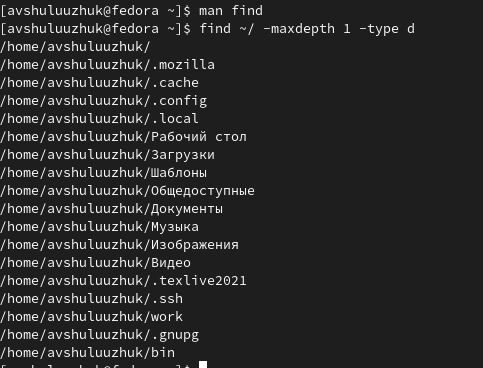 [avshuluuzhuk@fedora ~]$ man find
[avshuluuzhuk@fedora ~]$ find ~/ -maxdepth 1 -type d
/home/avshuluuzhuk/
/home/avshuluuzhuk/.mozilla
/home/avshuluuzhuk/.cache
/home/avshuluuzhuk/.config
/home/avshuluuzhuk/.local
/home/avshuluuzhuk/Рабочий стол
/home/avshuluuzhuk/Загрузки
/home/avshuluuzhuk/Шаблоны
/home/avshuluuzhuk/Общедоступные
/home/avshuluuzhuk/Документы
/home/avshuluuzhuk/Музыка
/home/avshuluuzhuk/Изображения
/home/avshuluuzhuk/Видео
/home/avshuluuzhuk/.texlive2021
/home/avshuluuzhuk/.ssh
/home/avshuluuzhuk/work
/home/avshuluuzhuk/.gnupg
/home/avshuluuzhuk/bin
[avshuluuzhuk@fedora ~]$